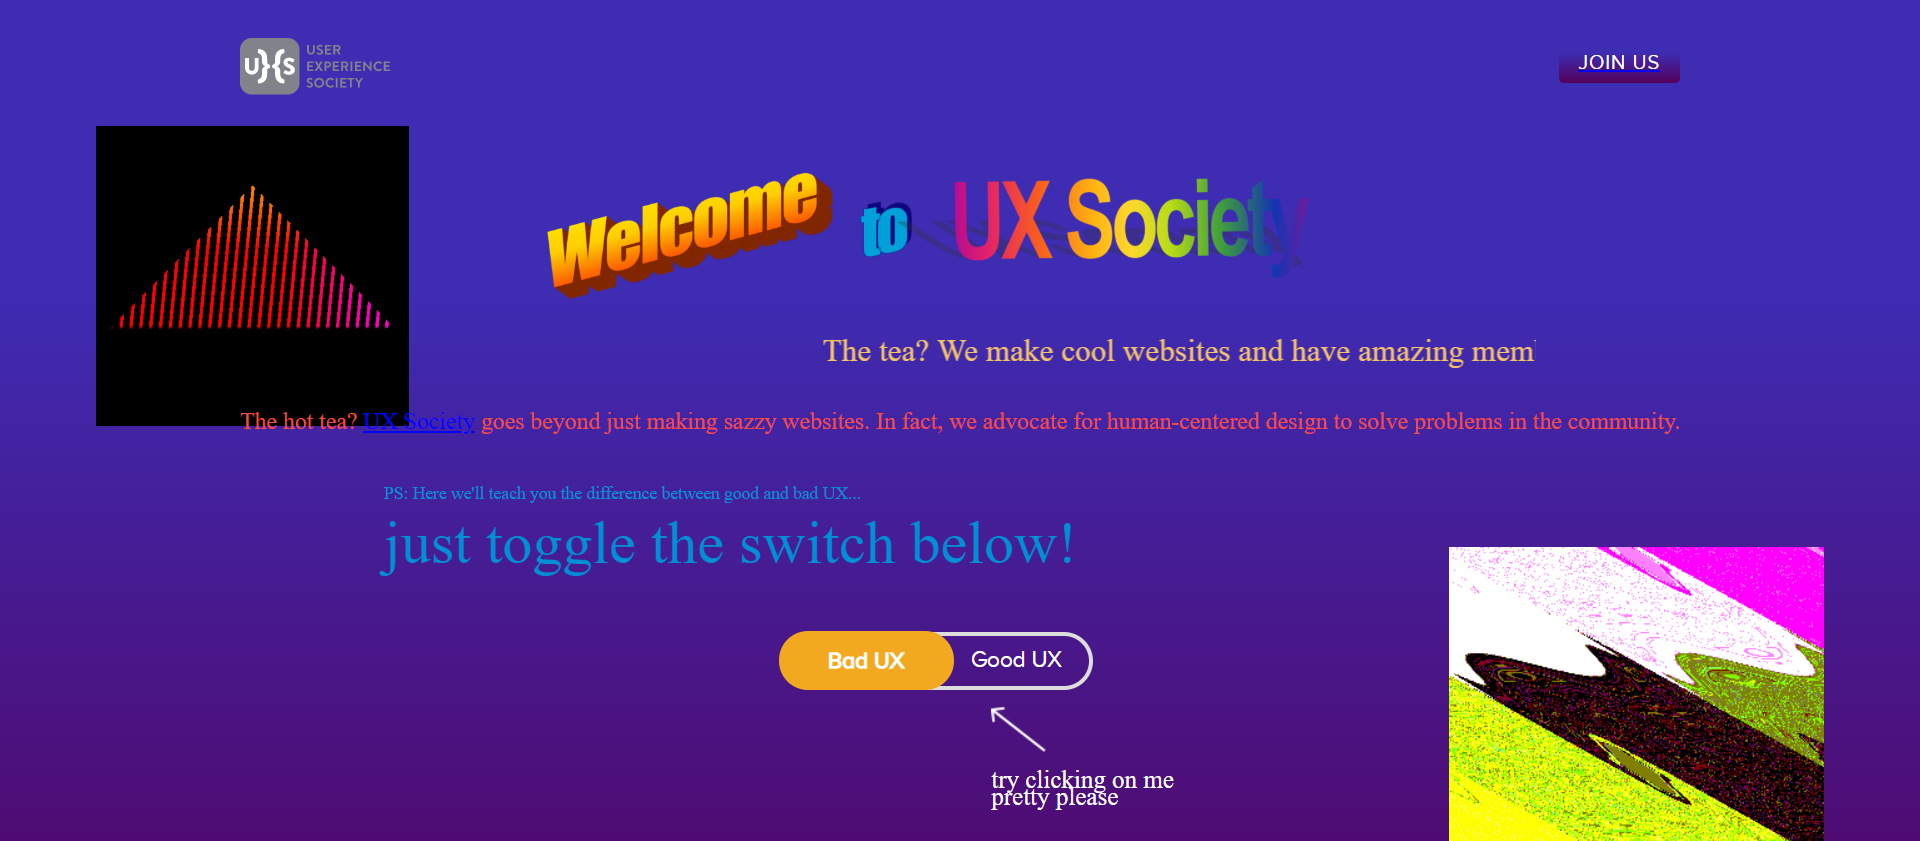 U}{S
USER
EXPERIENCE
SOCIETY
JOIN US
Welcome to UX Society
The tea? We make cool websites and have amazing mem
The hot tea? UX Society goes beyond just making sazzy websites. In fact, we advocate for human-centered design to solve problems in the community.
PS: Here we'll teach you the difference between good and bad UX...
just toggle the switch below!
Bad UX
Good UX
try clicking on me
pretty please